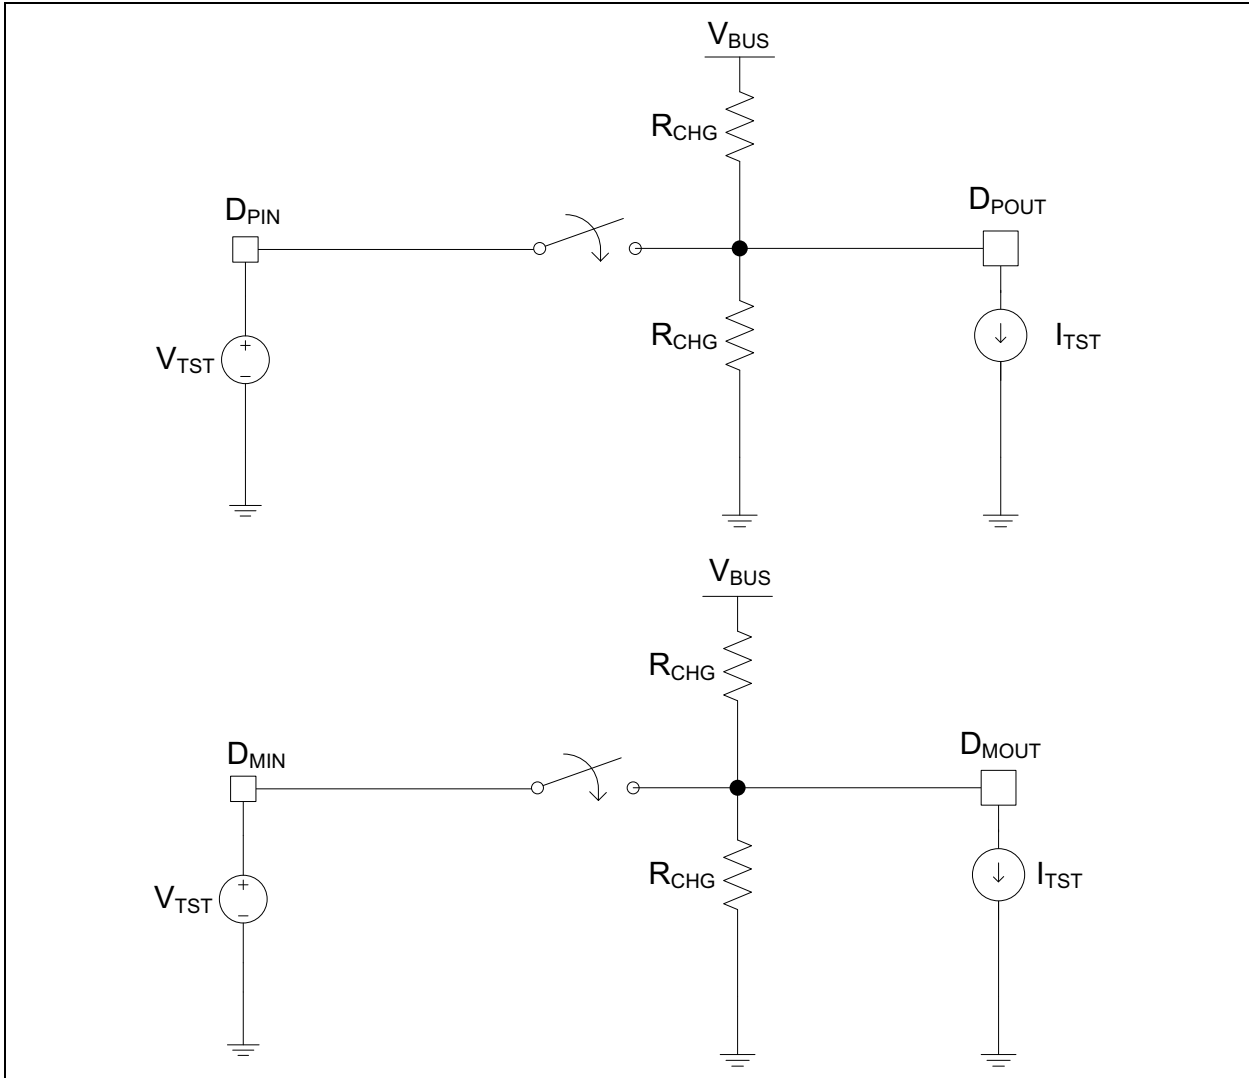 VBUS
RCHG
DPIN
DPOUT
RCHG
VTST
+
−
ITST
VBUS
RCHG
DMIN
DMOUT
RCHG
VTST
+
−
ITST